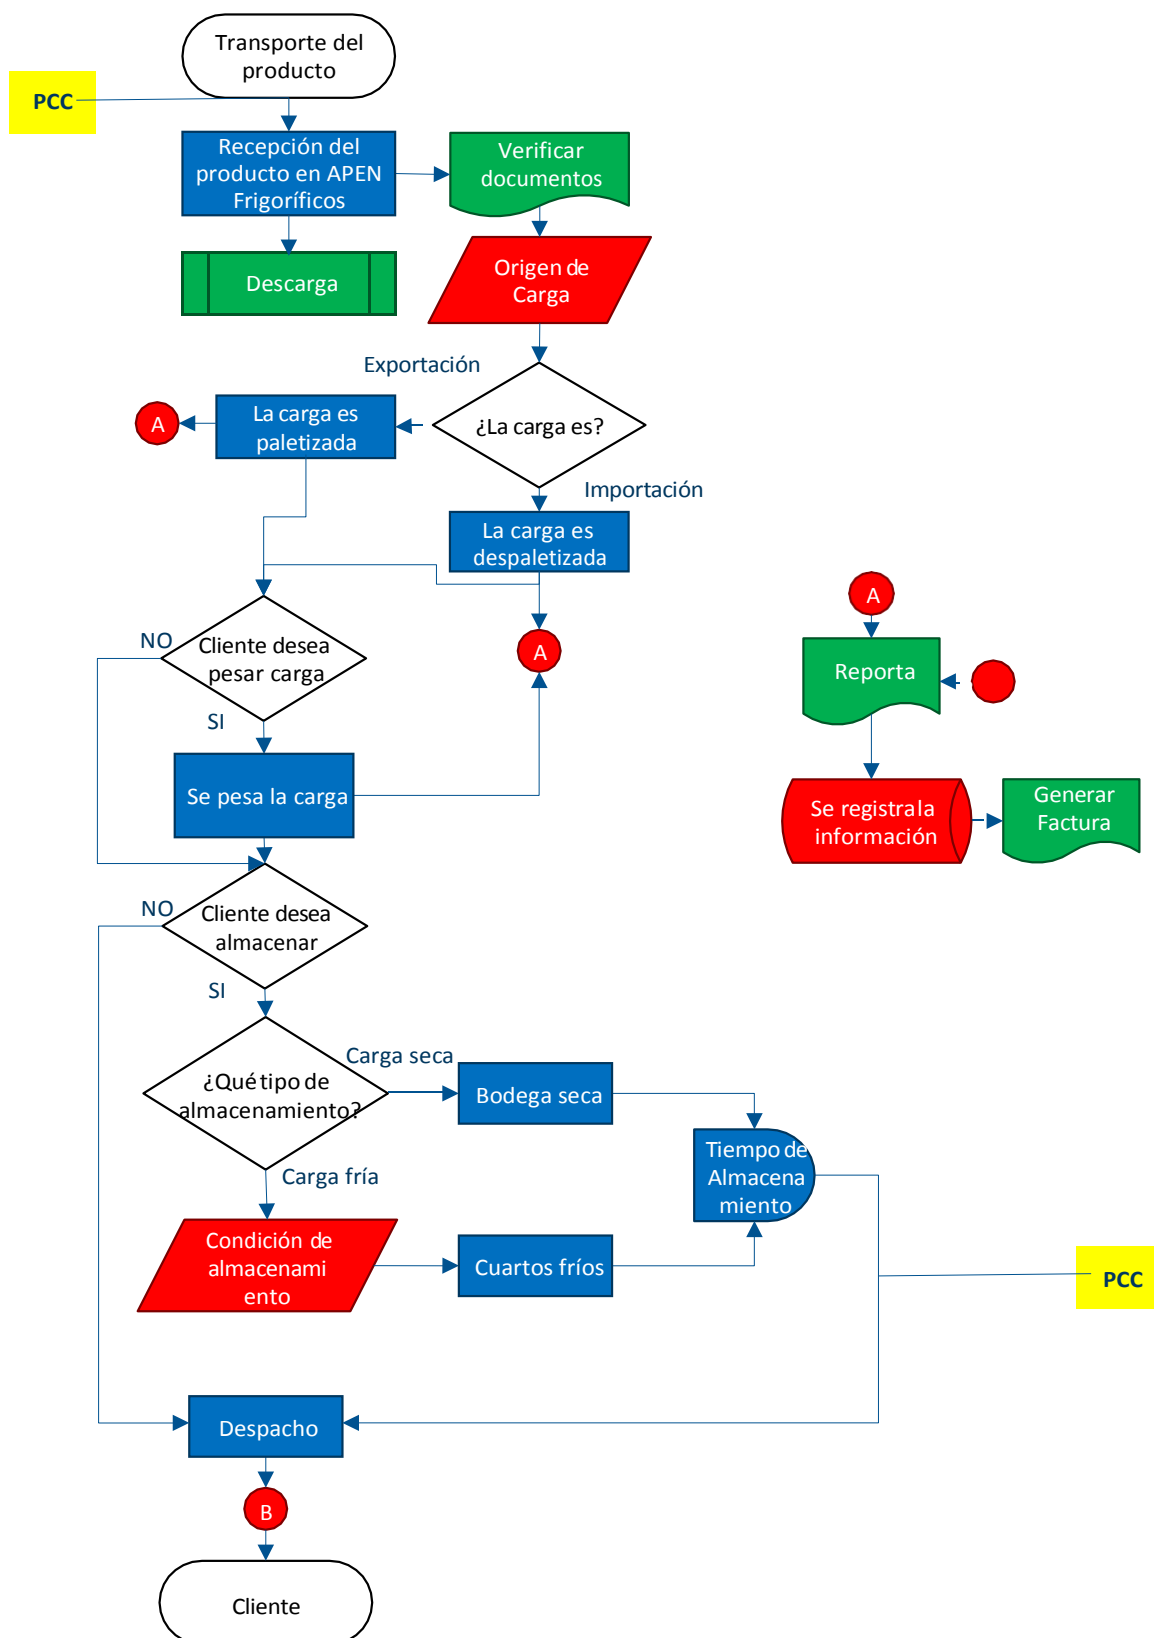 Transporte del
producto
PCC
Recepción del
producto en APEN
Frigoríficos
Verificar
documentos
Descarga
Origen de
Carga
Exportación
¿La carga es?
La carga es
paletizada
A
Importación
La carga es
despaletizada
A
NO
Cliente desea
pesar carga
SI
Se pesa la carga
A
Reporta
Se registra la
información
Generar
Factura
NO
Cliente desea
almacenar
SI
¿Qué tipo de
almacenamiento?
Carga seca
Bodega seca
Carga fría
Tiempo de
Almacena
miento
Condición de
almacenami
ento
Cuartos fríos
PCC
Despacho
B
Cliente